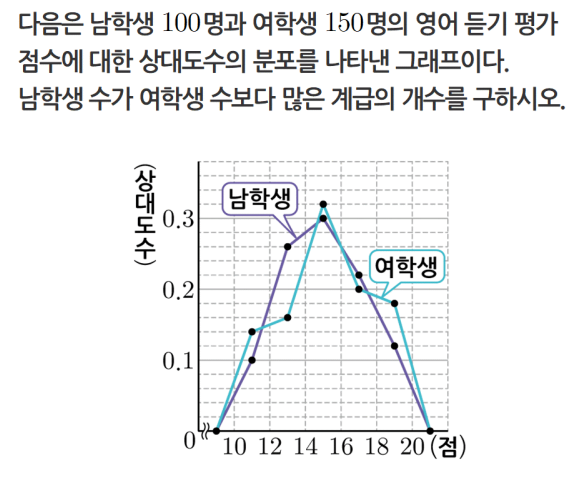 다음은 남학생 100명과 여학생 150명의 영어 듣기 평가
점수에 대한 상대도수의 분포를 나타낸 그래프이다.
남학생 수가 여학생 수보다 많은 계급의 개수를 구하시오.
(상대도수)
남학생
0.3
여학생
0.2
0.1
0
10 12 14 16 18 20 (점)